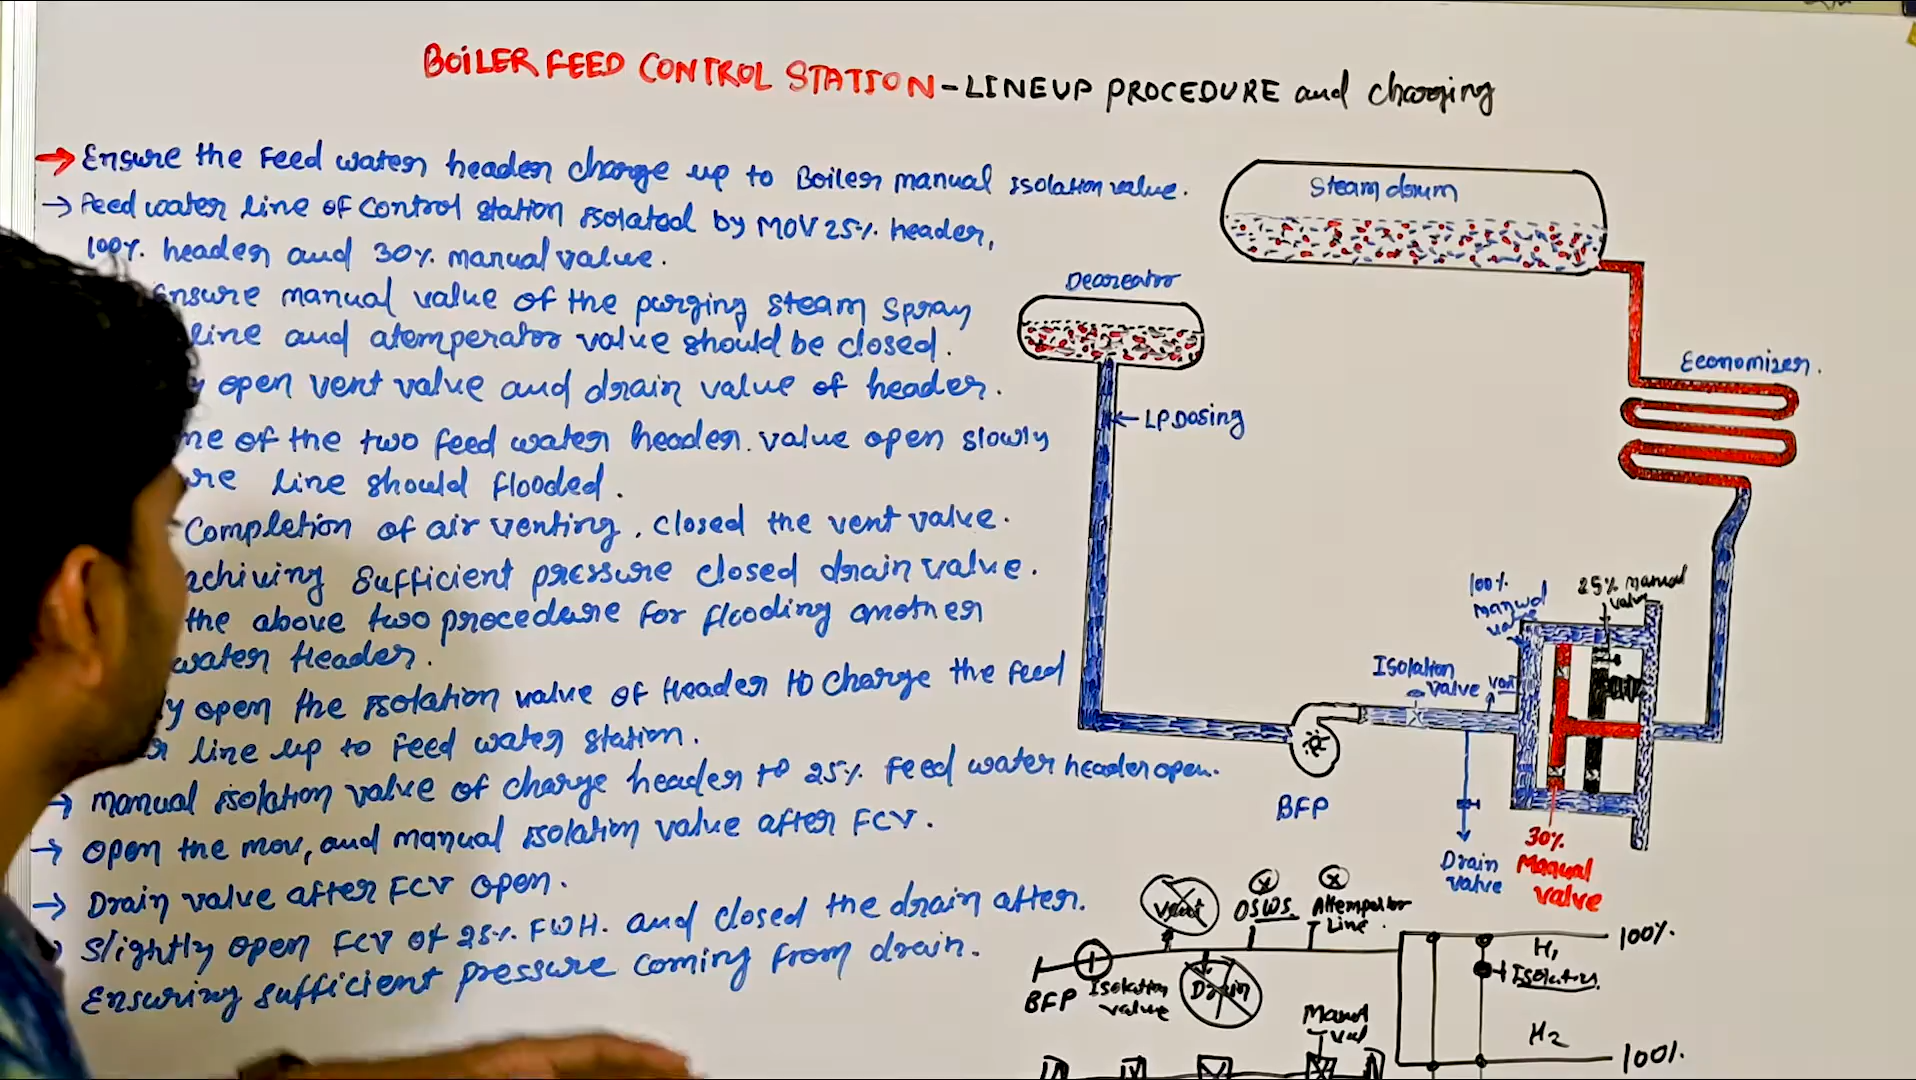 BOILER FEED CONTROL STATION - LINEUP PROCEDURE and charging
→ Ensure the Feed water header charge up to Boiler manual isolation valve.
→ Feed water line of control station isolated by MOV 25% header,
100% header and 30% manual valve.
Ensure manual valve of the purging steam spray
line and atemperator valve should be closed.
open vent valve and drain valve of header.
of the two feed water header valve open slowly
line should flooded.
Completion of air venting, closed the vent valve.
achiving sufficient pressure closed drain valve.
the above two procedure for flooding another
water Header.
open the isolation valve of Header to charge the feed
line up to feed water station.
→ manual isolation valve of charge header to 25% feed water header open.
→ open the mov, and manual isolation valve after FCV.
→ Drain valve after FCV open.
slightly open FCV of 25% FWH. and closed the drain after.
Ensuring sufficient pressure coming from drain.
Steam drum
Deareator
← LP Dosing
Economizer.
100% manual valve
25% manual valve
Isolation valve
vent
BFP
Drain valve
30% Manual valve
Vent
OSWS.
Attemperator Line.
BFP
Isolation valve
Drain
H1
100%.
Isolation
H2
100%.